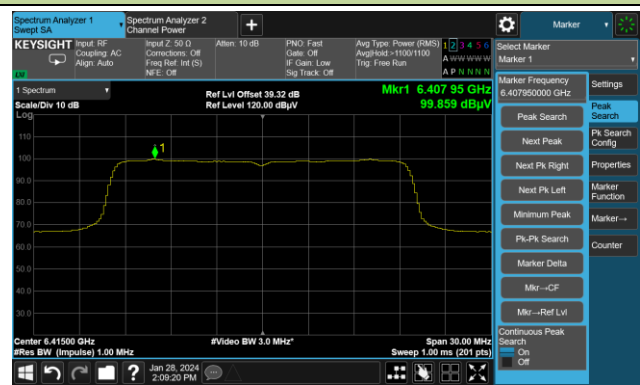 Spectrum Analyzer 1
Swept SA
Spectrum Analyzer 2
Channel Power
+
Marker
KEYSIGHT
Input: RF
Coupling: AC
Align: Auto
Input Z: 50 Ω
Corrections: Off
Freq Ref: Int (S)
NFE: Off
Atten: 10 dB
PNO: Fast
Gate: Off
IF Gain: Low
Sig Track: Off
Avg Type: Power (RMS)
Avg|Hold:>1100/1100
Trig: Free Run
1 2 3 4 5 6
A W W W W W
A P N N N N
LXI
Select Marker
Marker 1
1 Spectrum
Scale/Div 10 dB
Log
Ref Lvl Offset 39.32 dB
Ref Level 120.00 dBμV
Mkr1 6.407 95 GHz
99.859 dBμV
110
100
90.0
80.0
70.0
60.0
50.0
40.0
30.0
1
Center 6.41500 GHz
#Res BW (Impulse) 1.00 MHz
#Video BW 3.0 MHz*
Span 30.00 MHz
Sweep 1.00 ms (201 pts)
Marker Frequency
6.407950000 GHz
Peak Search
Next Peak
Next Pk Right
Next Pk Left
Minimum Peak
Pk-Pk Search
Marker Delta
Mkr→CF
Mkr→Ref Lvl
Continuous Peak
Search
On
Off
Settings
Peak
Search
Pk Search
Config
Properties
Marker
Function
Marker→
Counter
?
Jan 28, 2024
2:09:20 PM